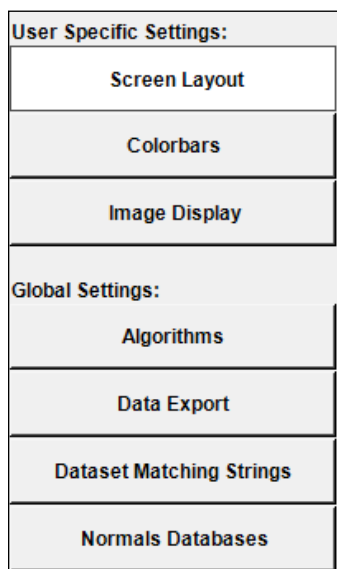 User Specific Settings:
Screen Layout
Colorbars
Image Display
Global Settings:
Algorithms
Data Export
Dataset Matching Strings
Normals Databases